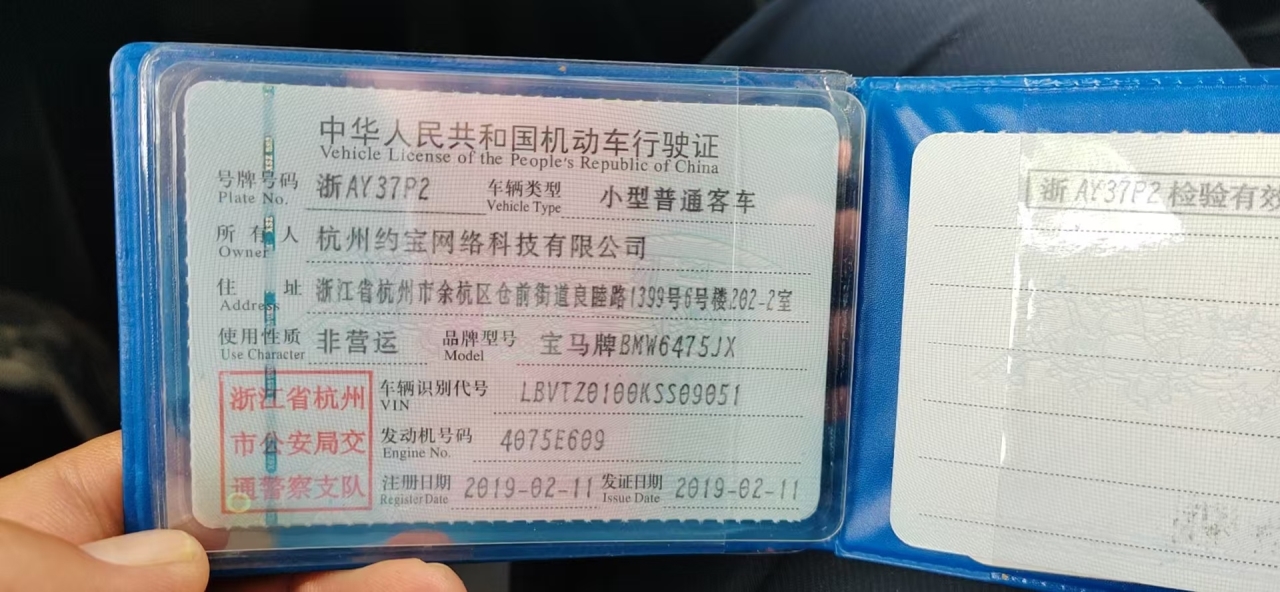 中华人民共和国机动车行驶证
Vehicle License of the People's Republic of China
号牌号码 浙AY37P2 车辆类型 小型普通客车
Plate No. Vehicle Type
所有人 杭州约宝网络科技有限公司
Owner
住址 浙江省杭州市余杭区仓前街道良睦路1399号6号楼202-2室
Address
使用性质 非营运 品牌型号 宝马牌BMW6475JX
Use Character Model
浙江省杭州
市公安局交
通警察支队
车辆识别代号 LBVTZ0100KSS09051
VIN
发动机号码 4075E609
Engine No.
注册日期 2019-02-11 发证日期 2019-02-11
Register Date Issue Date
浙AY37P2 检验有效